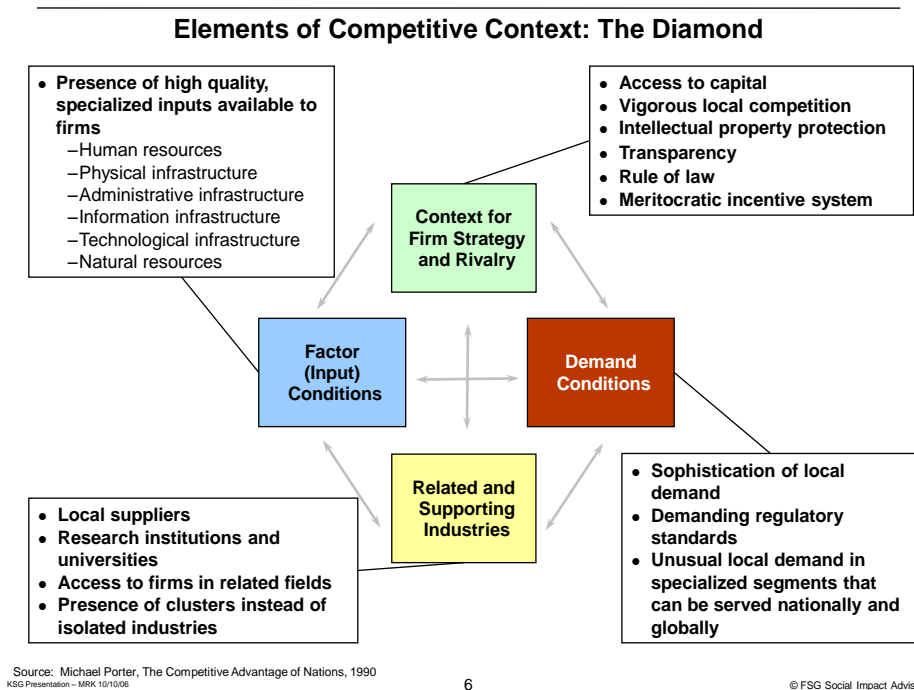 Elements of Competitive Context: The Diamond
● Presence of high quality,
specialized inputs available to
firms
–Human resources
–Physical infrastructure
–Administrative infrastructure
–Information infrastructure
–Technological infrastructure
–Natural resources
● Access to capital
● Vigorous local competition
● Intellectual property protection
● Transparency
● Rule of law
● Meritocratic incentive system
Context for
Firm Strategy
and Rivalry
Factor
(Input)
Conditions
Demand
Conditions
Related and
Supporting
Industries
● Local suppliers
● Research institutions and
universities
● Access to firms in related fields
● Presence of clusters instead of
isolated industries
● Sophistication of local
demand
● Demanding regulatory
standards
● Unusual local demand in
specialized segments that
can be served nationally and
globally
Source: Michael Porter, The Competitive Advantage of Nations, 1990
KSG Presentation – MRK 10/10/06
6
© FSG Social Impact Advis